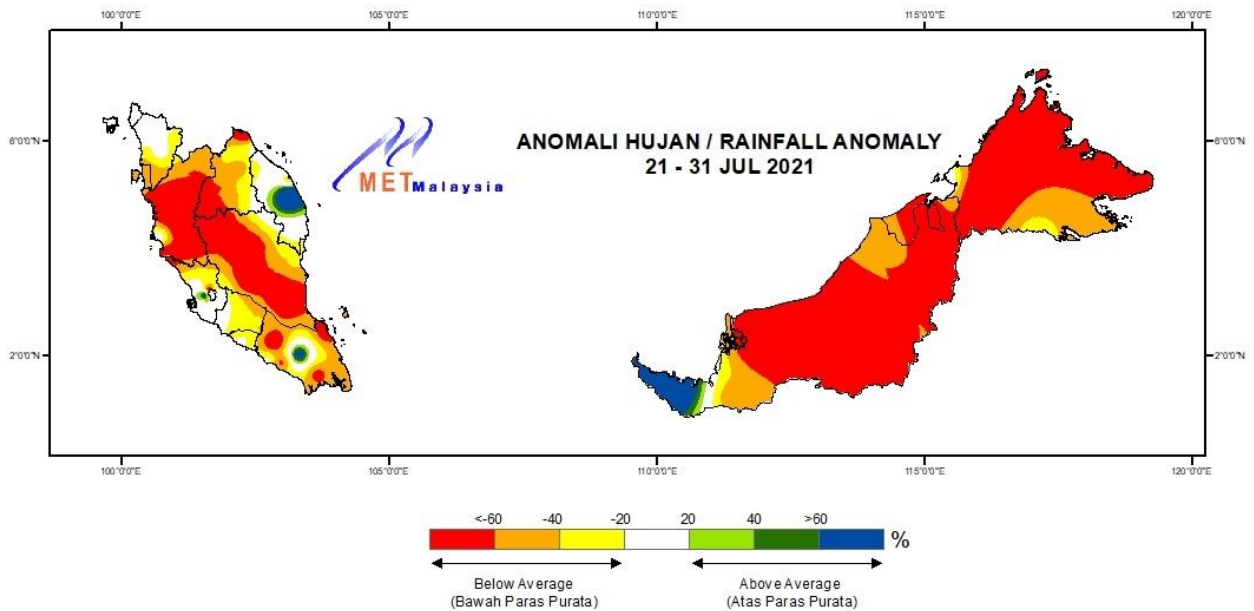 100°0'0"E 105°0'0"E 110°0'0"E 115°0'0"E 120°0'0"E
6°0'0"N 6°0'0"N
ANOMALI HUJAN / RAINFALL ANOMALY
21 - 31 JUL 2021
METMalaysia
2°0'0"N 2°0'0"N
100°0'0"E 105°0'0"E 110°0'0"E 115°0'0"E 120°0'0"E
<-60 -40 -20 20 40 >60
%
Below Average Above Average
(Bawah Paras Purata) (Atas Paras Purata)